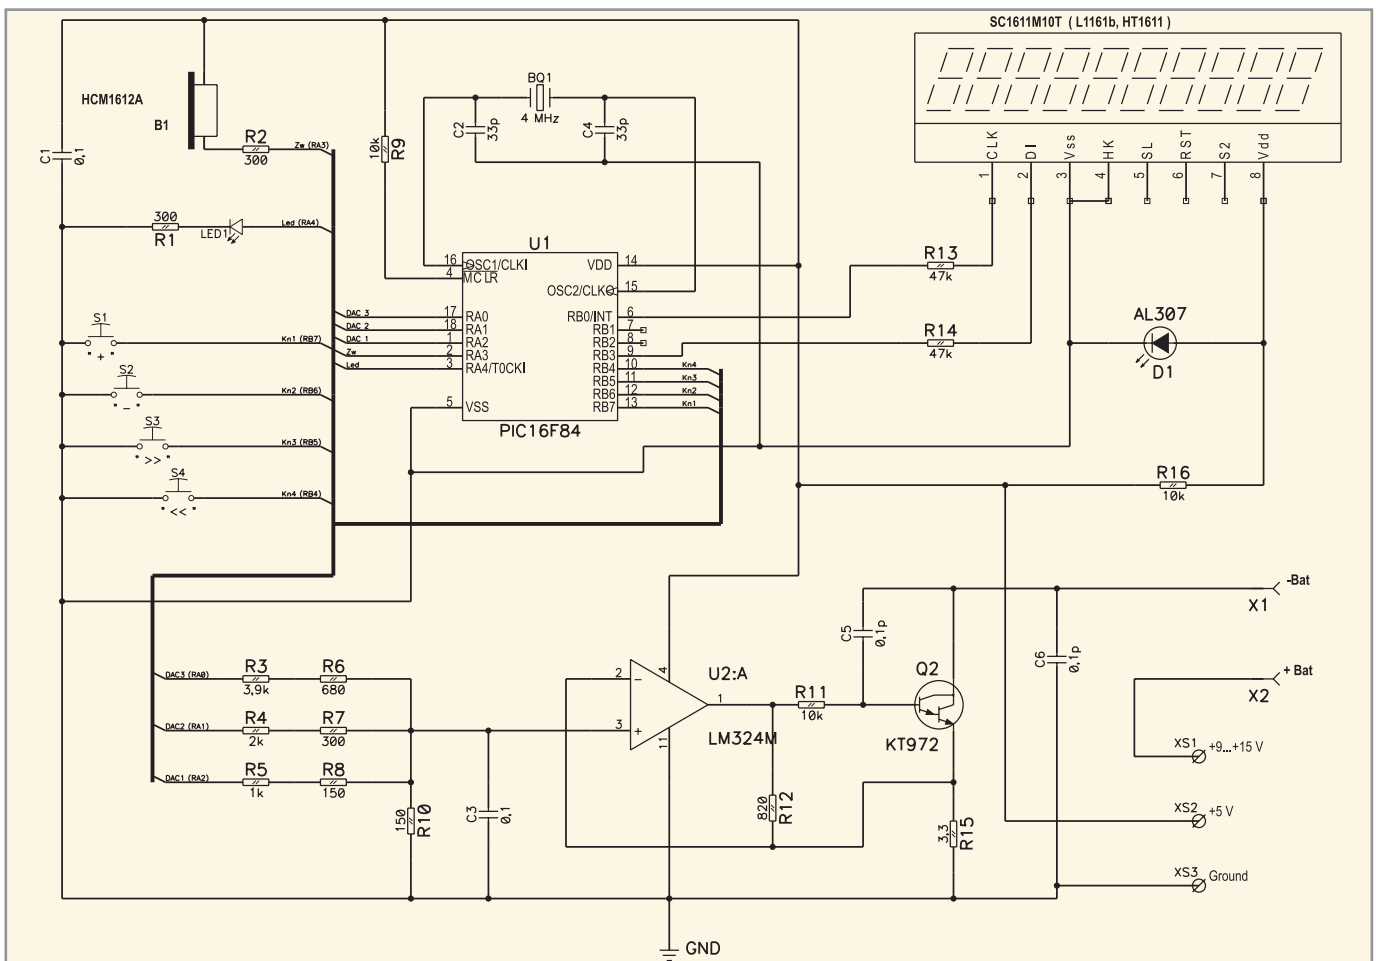 SC1611M10T ( L1161b, HT1611 )
CLK
DI
Vss
HK
SL
RST
S2
Vdd
1
2
3
4
5
6
7
8
HCM1612A
B1
C1
0,1
R2
300
Zw (RA3)
10k
R9
BQ1
4 MHz
C2
33p
C4
33p
300
R1
LED1
Led (RA4)
U1
16
OSC1/CLKI
4
MCLR
17
RA0
18
RA1
1
RA2
2
RA3
3
RA4/T0CKI
5
VSS
VDD
14
OSC2/CLKO
15
RB0/INT
6
RB1
7
RB2
8
RB3
9
RB4
10
RB5
11
RB6
12
RB7
13
PIC16F84
DAC 3
DAC 2
DAC 1
Zw
Led
Kn4
Kn3
Kn2
Kn1
R13
47k
R14
47k
AL307
D1
S1
" + "
Kn1 (RB7)
S2
" - "
Kn2 (RB6)
S3
" >> "
Kn3 (RB5)
S4
" << "
Kn4 (RB4)
R16
10k
DAC3 (RA0)
R3
3,9k
R6
680
DAC2 (RA1)
R4
2k
R7
300
DAC1 (RA2)
R5
1k
R8
150
150
R10
C3
0,1
2
3
4
11
1
U2:A
LM324M
820
R12
R11
10k
C5
0,1p
Q2
KT972
3,3
R15
C6
0,1p
-Bat
X1
+ Bat
X2
XS1
+9...+15 V
XS2
+5 V
XS3
Ground
GND